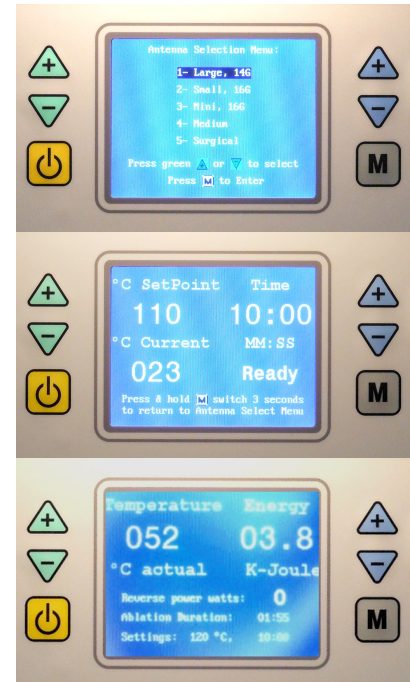 Antenna Selection Menu:
1- Large, 14G
2- Small, 16G
3- Mini, 16G
4- Medium
5- Surgical
Press green + or - to select
Press M to Enter
+
-
+
-
M
°C SetPoint Time
110 10:00
°C Current MM:SS
023 Ready
Press & hold M switch 3 seconds
to return to Antenna Select Menu
+
-
+
-
M
Temperature Energy
052 03.8
°C actual K-Joule
Reverse power watts: 0
Ablation Duration: 01:55
Settings: 120 °C, 10:00
+
-
+
-
M